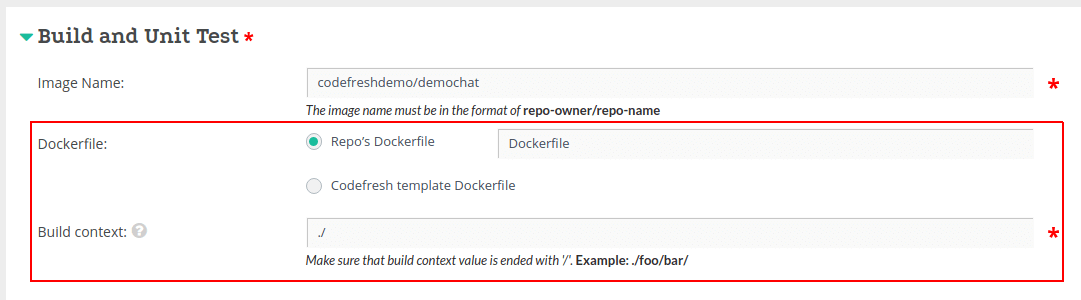 Build and Unit Test *
Image Name: codefreshdemo/demochat *
The image name must be in the format of repo-owner/repo-name
Dockerfile: Repo's Dockerfile Dockerfile
Codefresh template Dockerfile
Build context: ? ./ *
Make sure that build context value is ended with '/'. Example: ./foo/bar/